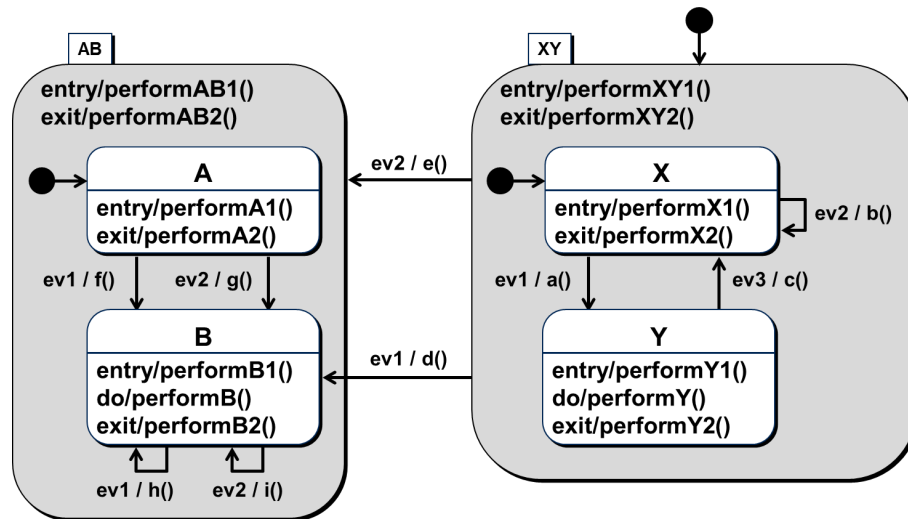 AB
entry/performAB1()
exit/performAB2()
A
entry/performA1()
exit/performA2()
ev1 / f()
ev2 / g()
B
entry/performB1()
do/performB()
exit/performB2()
ev1 / h()
ev2 / i()
ev2 / e()
ev1 / d()
XY
entry/performXY1()
exit/performXY2()
X
entry/performX1()
exit/performX2()
ev2 / b()
ev1 / a()
ev3 / c()
Y
entry/performY1()
do/performY()
exit/performY2()